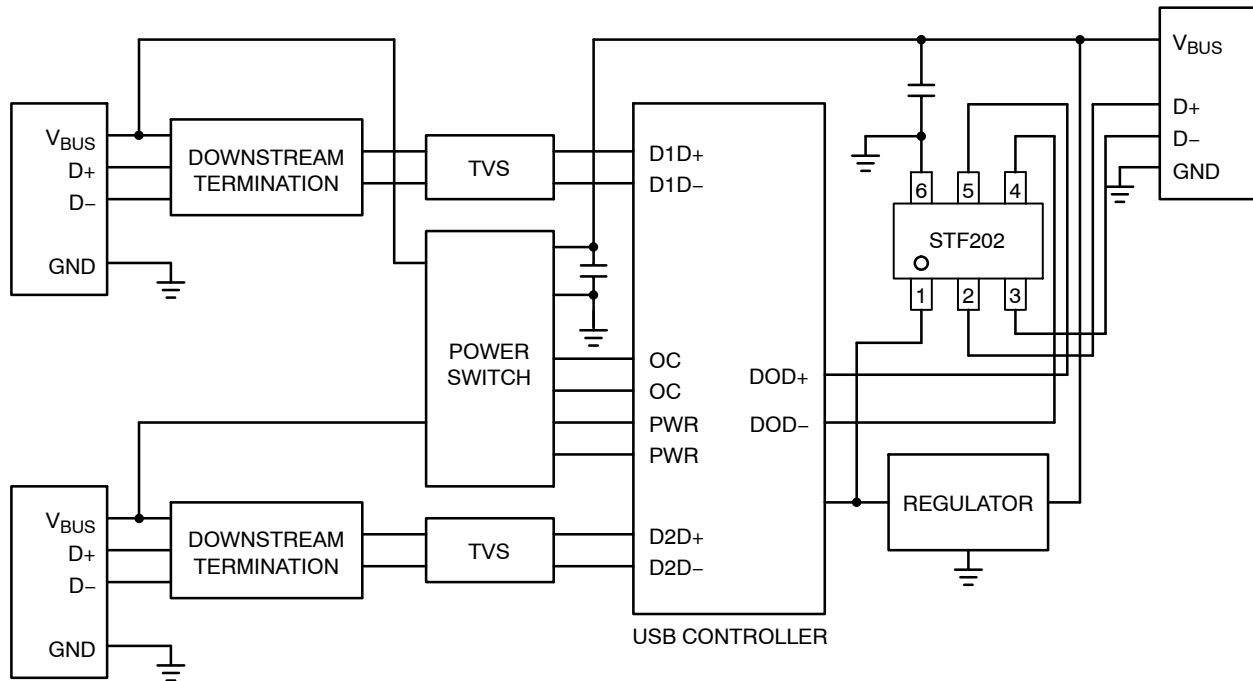 VBUS
D+
D−
GND
DOWNSTREAM
TERMINATION
TVS
POWER
SWITCH
VBUS
D+
D−
GND
DOWNSTREAM
TERMINATION
TVS
D1D+
D1D−
OC
OC
PWR
PWR
D2D+
D2D−
DOD+
DOD−
USB CONTROLLER
6 5 4
STF202
1 2 3
REGULATOR
VBUS
D+
D−
GND